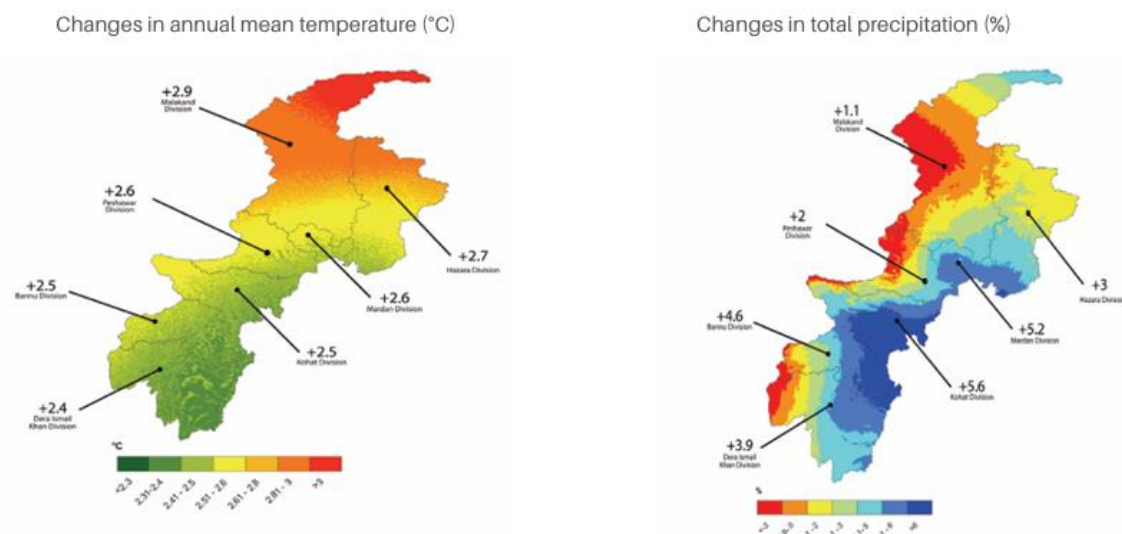 Changes in annual mean temperature (°C)
+2.9
Malakand
Division
+2.6
Peshawar
Division
+2.7
Hazara Division
+2.5
Bannu Division
+2.6
Mardan Division
+2.5
Kohat Division
+2.4
Dera Ismail
Khan Division
°C
<2.3
2.31-2.4
2.41 - 2.5
2.51 - 2.6
2.61 - 2.8
2.81 - 3
>3
Changes in total precipitation (%)
+1.1
Malakand
Division
+2
Peshawar
Division
+3
Hazara Division
+4.6
Bannu Division
+5.2
Mardan Division
+5.6
Kohat Division
+3.9
Dera Ismail
Khan Division